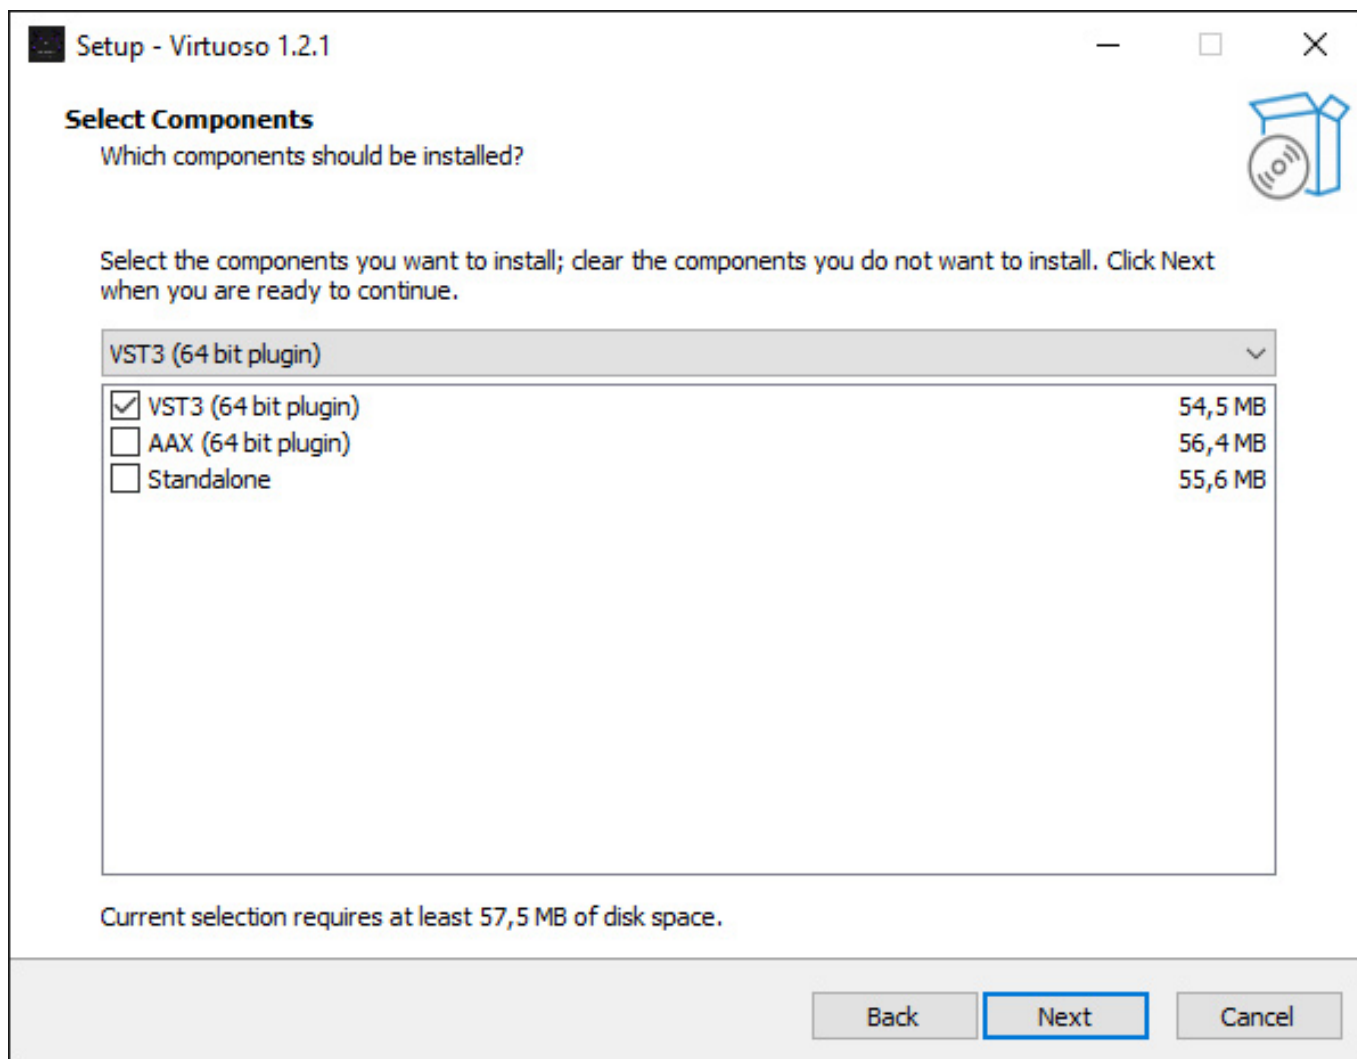 Setup - Virtuoso 1.2.1
Select Components
Which components should be installed?
Select the components you want to install; clear the components you do not want to install. Click Next
when you are ready to continue.
VST3 (64 bit plugin)
VST3 (64 bit plugin) 54,5 MB
AAX (64 bit plugin) 56,4 MB
Standalone 55,6 MB
Current selection requires at least 57,5 MB of disk space.
Back Next Cancel